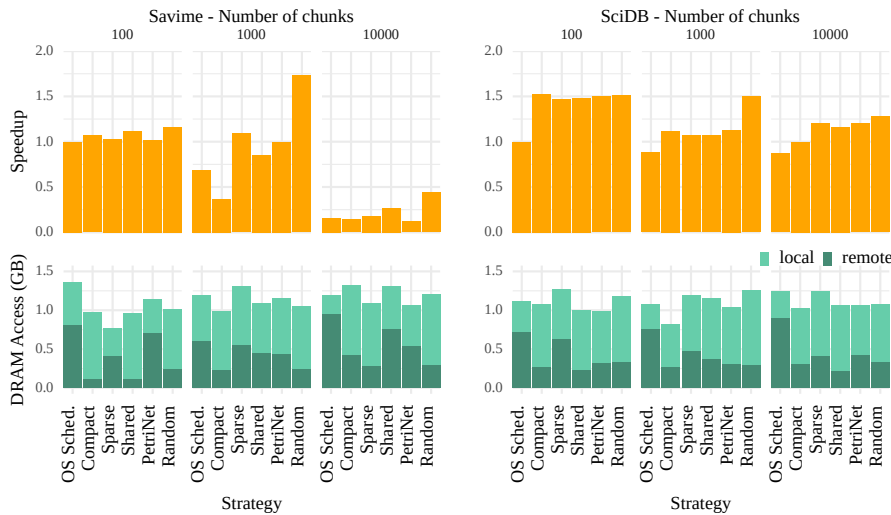 Savime - Number of chunks
100 1000 10000
SciDB - Number of chunks
100 1000 10000
Speedup
2.0
1.5
1.0
0.5
0.0
2.0
1.5
1.0
0.5
0.0
local remote
DRAM Access (GB)
1.5
1.0
0.5
0.0
1.5
1.0
0.5
0.0
OS Sched. Compact Sparse Shared PetriNet Random
OS Sched. Compact Sparse Shared PetriNet Random
OS Sched. Compact Sparse Shared PetriNet Random
OS Sched. Compact Sparse Shared PetriNet Random
OS Sched. Compact Sparse Shared PetriNet Random
OS Sched. Compact Sparse Shared PetriNet Random
Strategy
Strategy